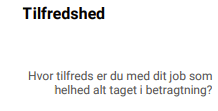 Tilfredshed
Hvor tilfreds er du med dit job som
helhed alt taget i betragtning?